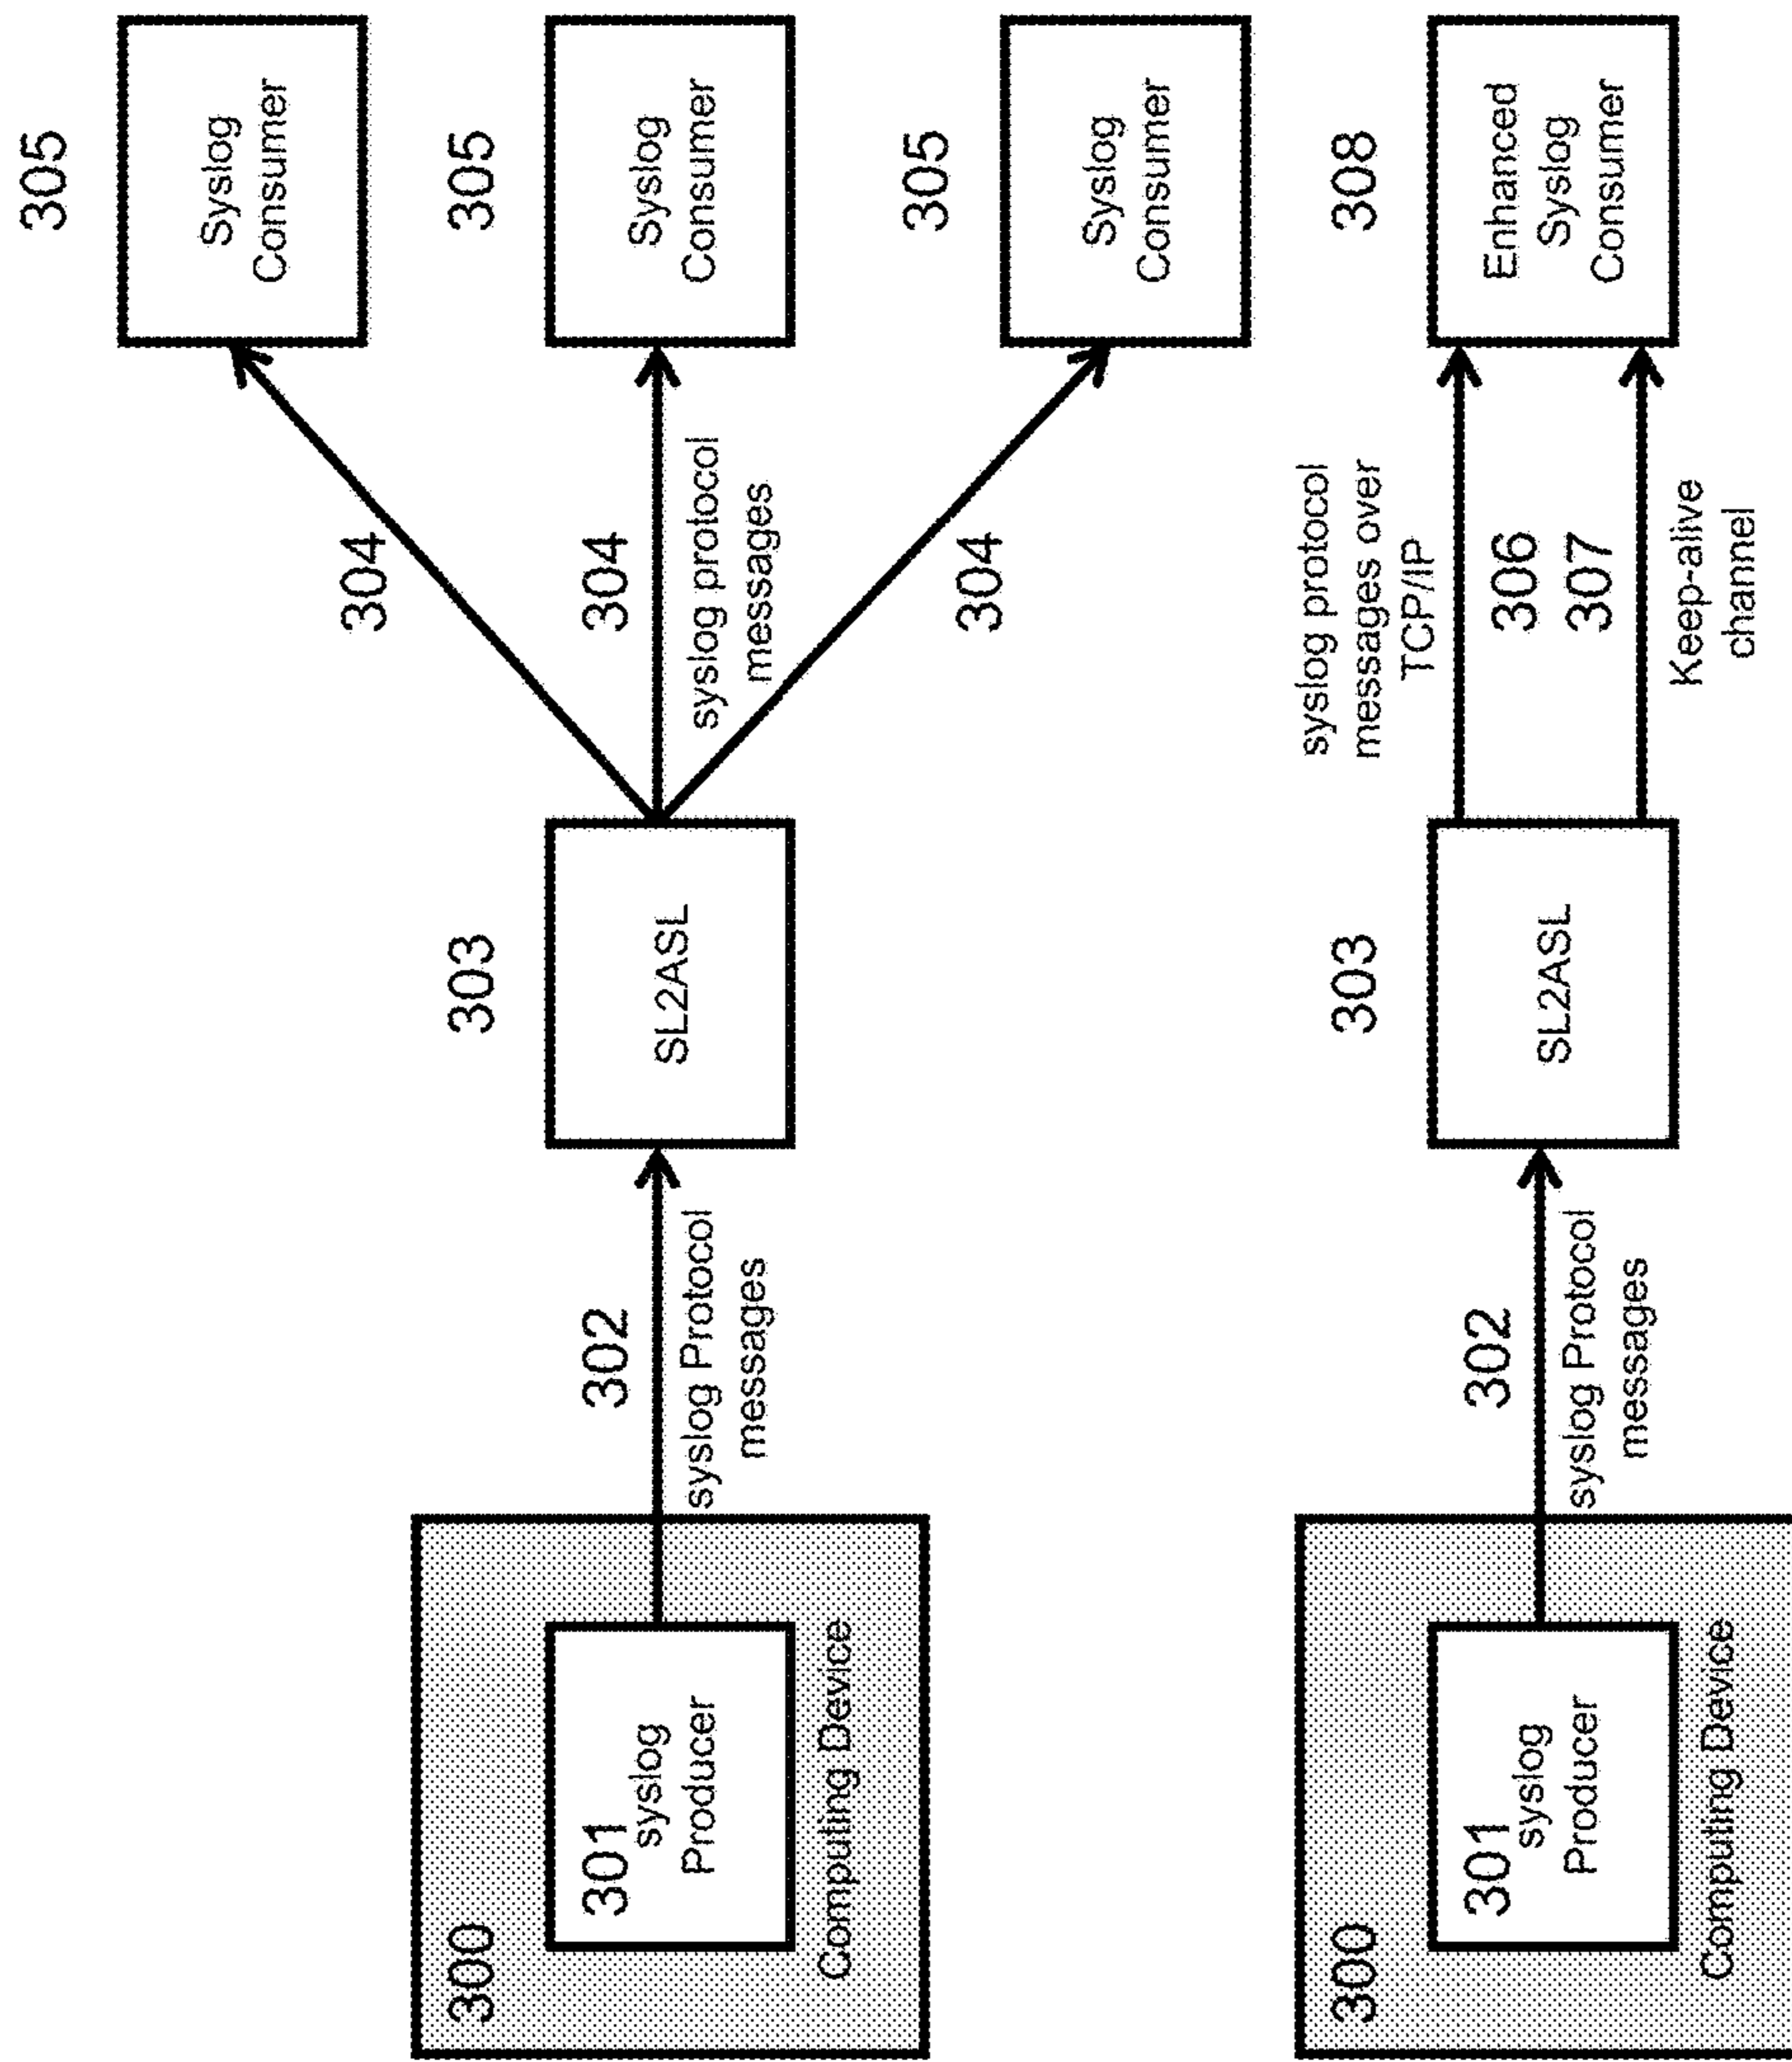 300
301
syslog
Producer
Computing Device
302
syslog Protocol
messages
303
SL2ASL
304
304
syslog protocol
messages
304
305
Syslog
Consumer
305
Syslog
Consumer
305
Syslog
Consumer
300
301
syslog
Producer
Computing Device
302
syslog Protocol
messages
303
SL2ASL
syslog protocol
messages over
TCP/IP
306
307
Keep-alive
channel
308
Enhanced
Syslog
Consumer